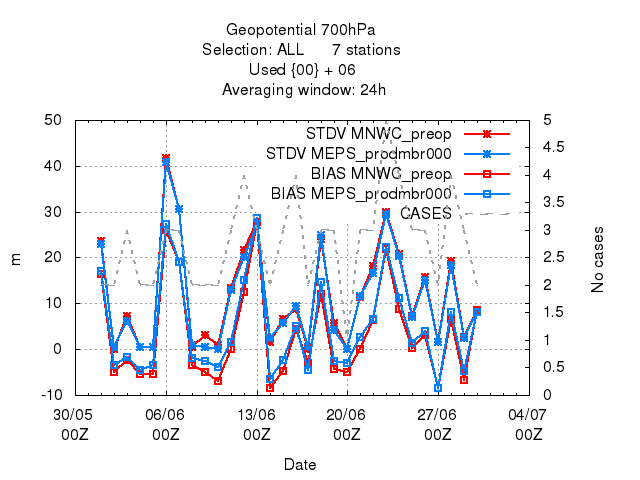 Geopotential 700hPa
Selection: ALL 7 stations
Used {00} + 06
Averaging window: 24h
STDV MNWC_preop
STDV MEPS_prodmbr000
BIAS MNWC_preop
BIAS MEPS_prodmbr000
CASES
50
40
30
20
10
0
-10
m
5
4.5
4
3.5
3
2.5
2
1.5
1
0.5
0
No cases
30/05 06/06 13/06 20/06 27/06 04/07
00Z 00Z 00Z 00Z 00Z 00Z
Date